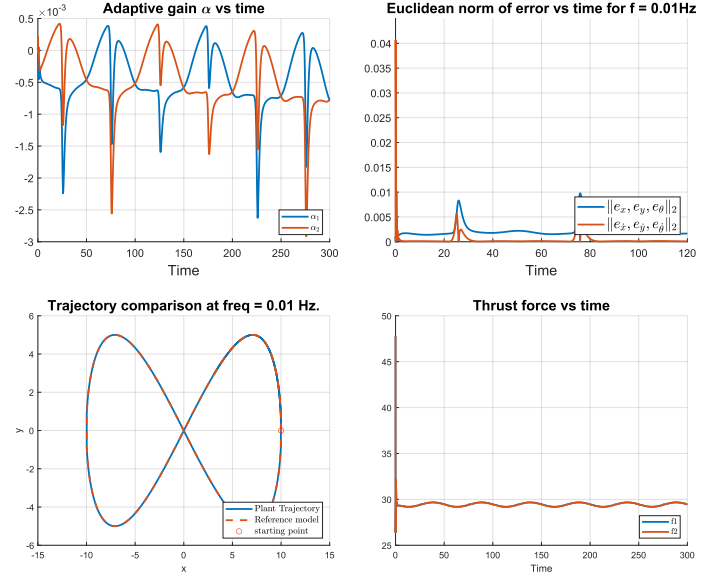 Adaptive gain α vs time
×10⁻³
0.5
0
-0.5
-1
-1.5
-2
-2.5
-3
0 50 100 150 200 250 300
Time
α₁
α₂
Euclidean norm of error vs time for f = 0.01Hz
0.04
0.035
0.03
0.025
0.02
0.015
0.01
0.005
0
0 20 40 60 80 100 120
Time
‖eₓ, e_y, e_θ‖₂
‖e_ẋ, e_ẏ, e_θ̇‖₂
Trajectory comparison at freq = 0.01 Hz.
6
4
2
0
-2
-4
-6
y
-15 -10 -5 0 5 10 15
x
Plant Trajectory
Reference model
starting point
Thrust force vs time
50
45
40
35
30
25
0 50 100 150 200 250 300
Time
f1
f2